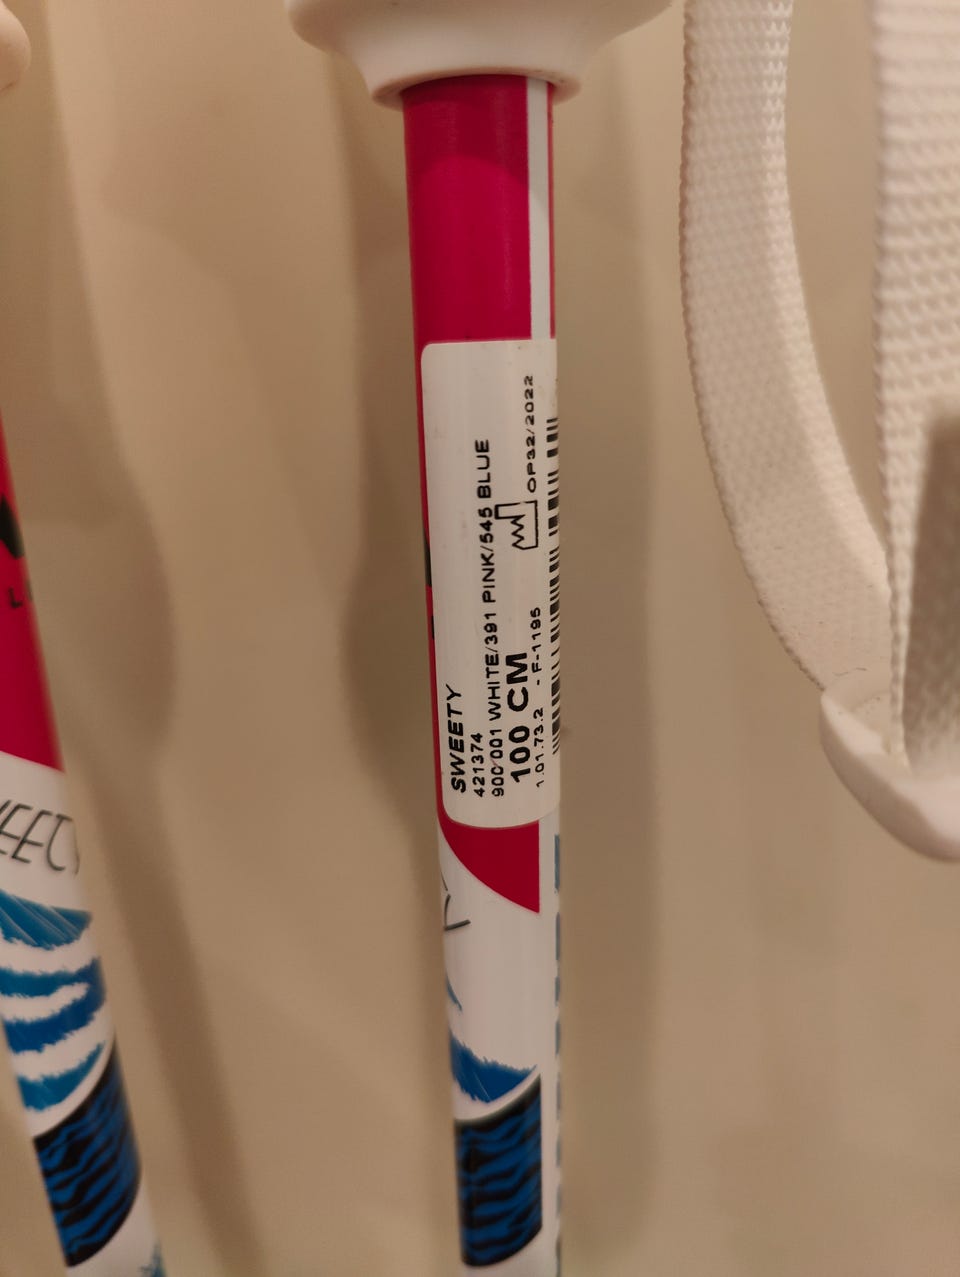 SWEETY
421374
900/001 WHITE/391 PINK/545 BLUE
100 CM
OP32/2022
1.01.73.2 - F-1195